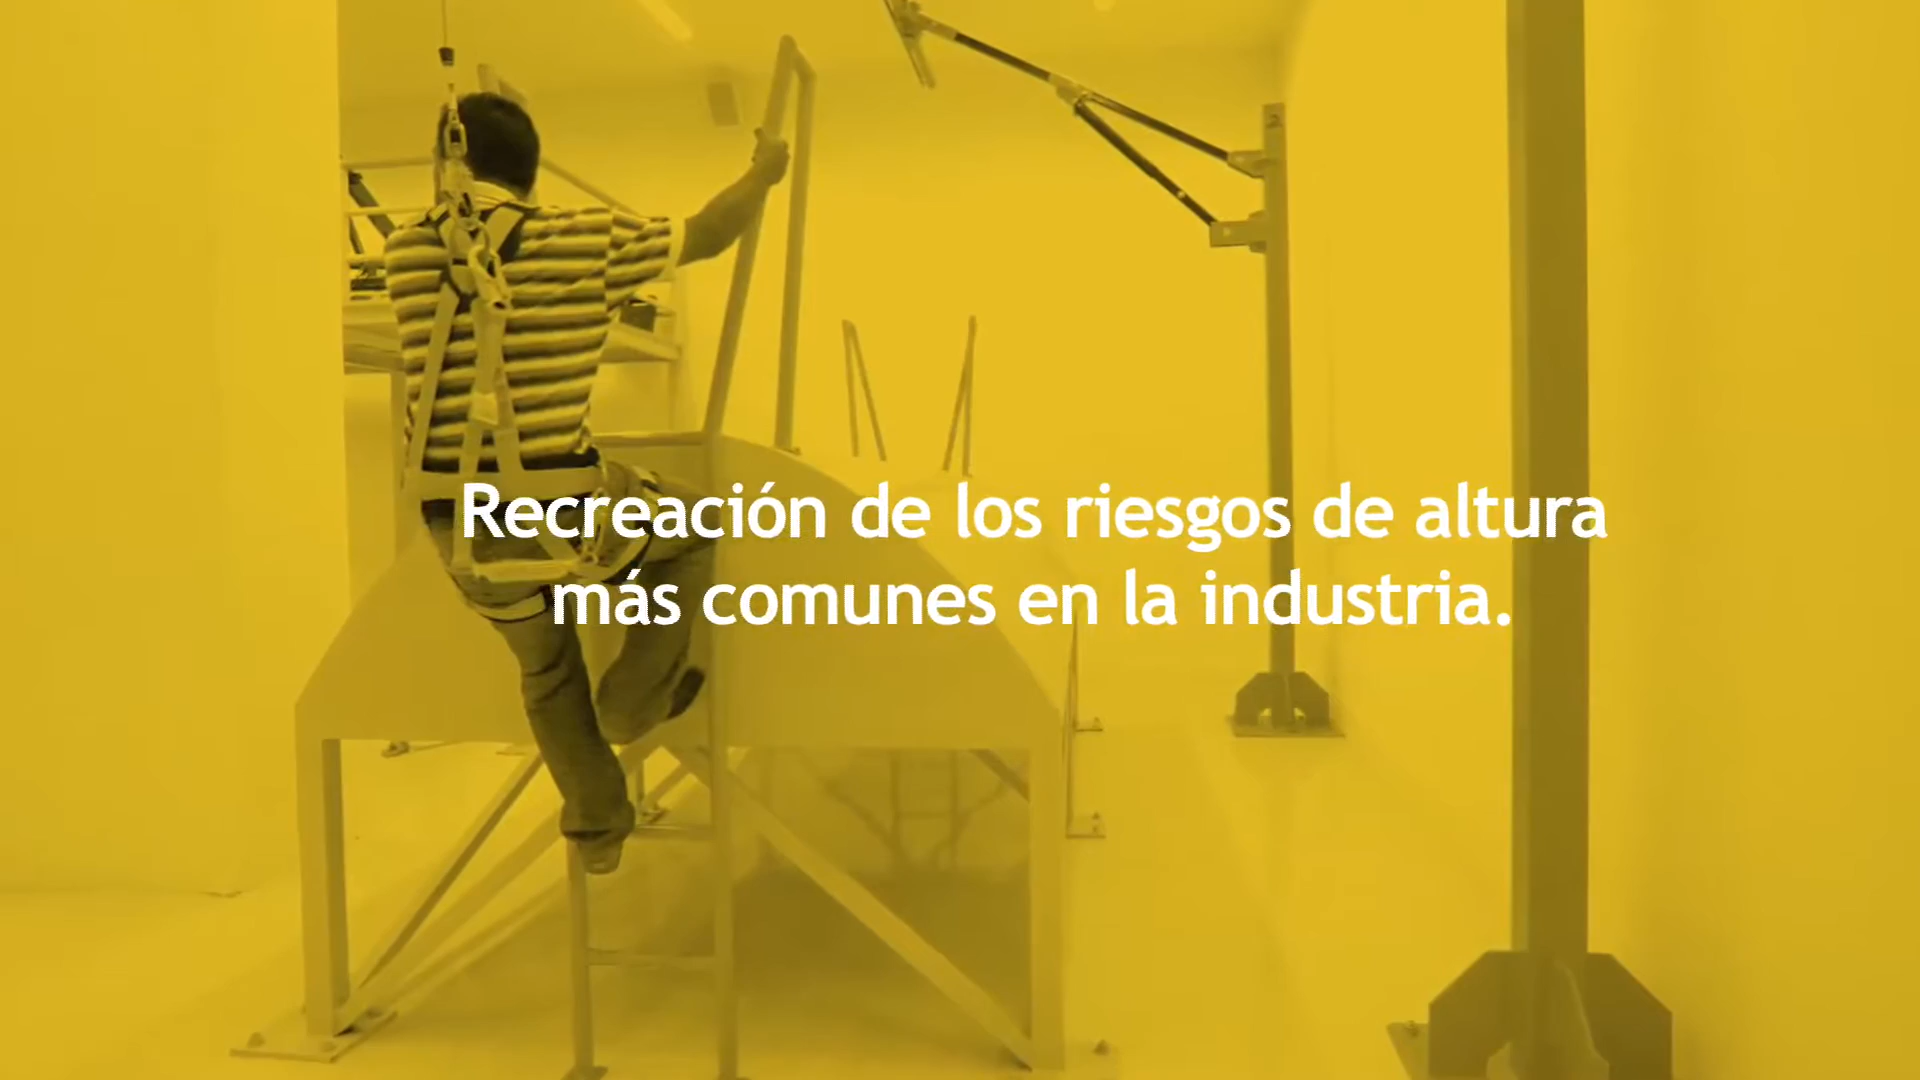 Recreación de los riesgos de altura
más comunes en la industria.